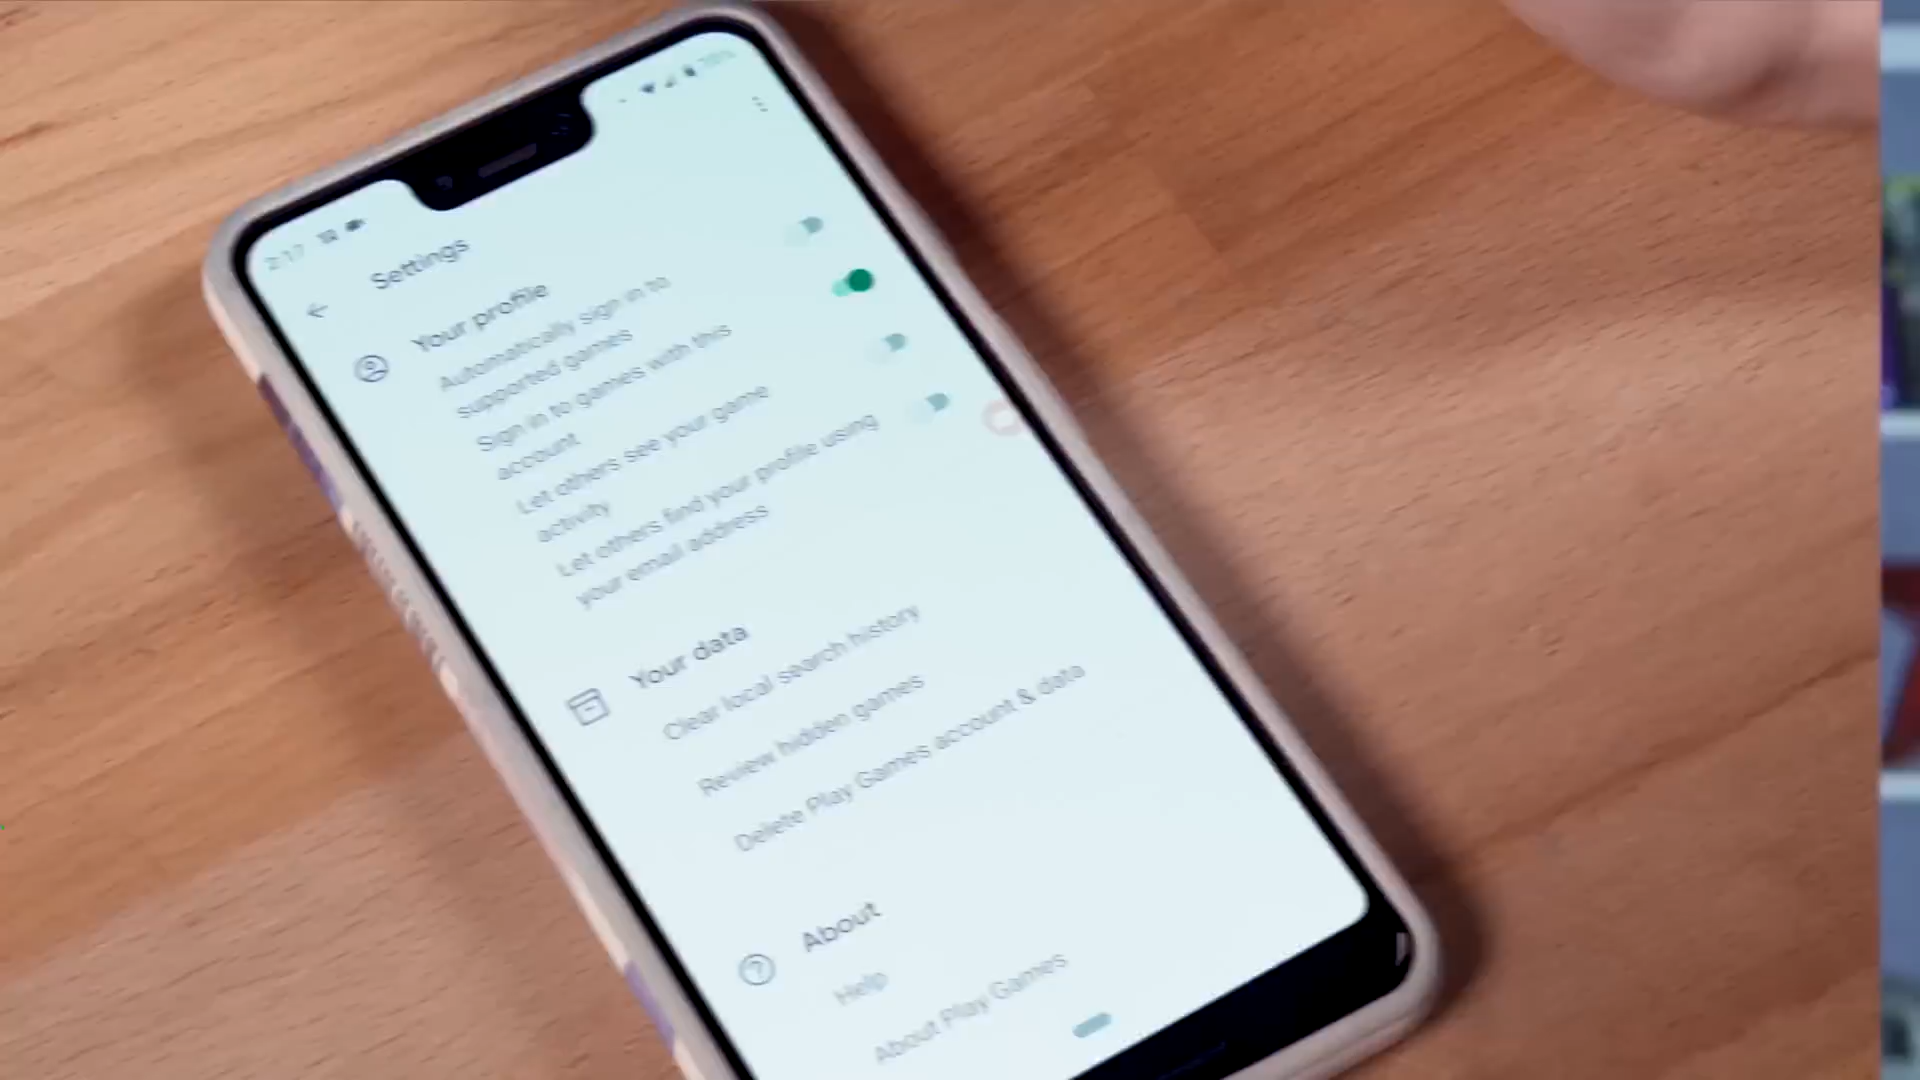 2:17
Settings
Your profile
Automatically sign in to
supported games
Sign in to games with this
account
Let others see your game
activity
Let others find your profile using
your email address
Your data
Clear local search history
Review hidden games
Delete Play Games account & data
About
Help
About Play Games